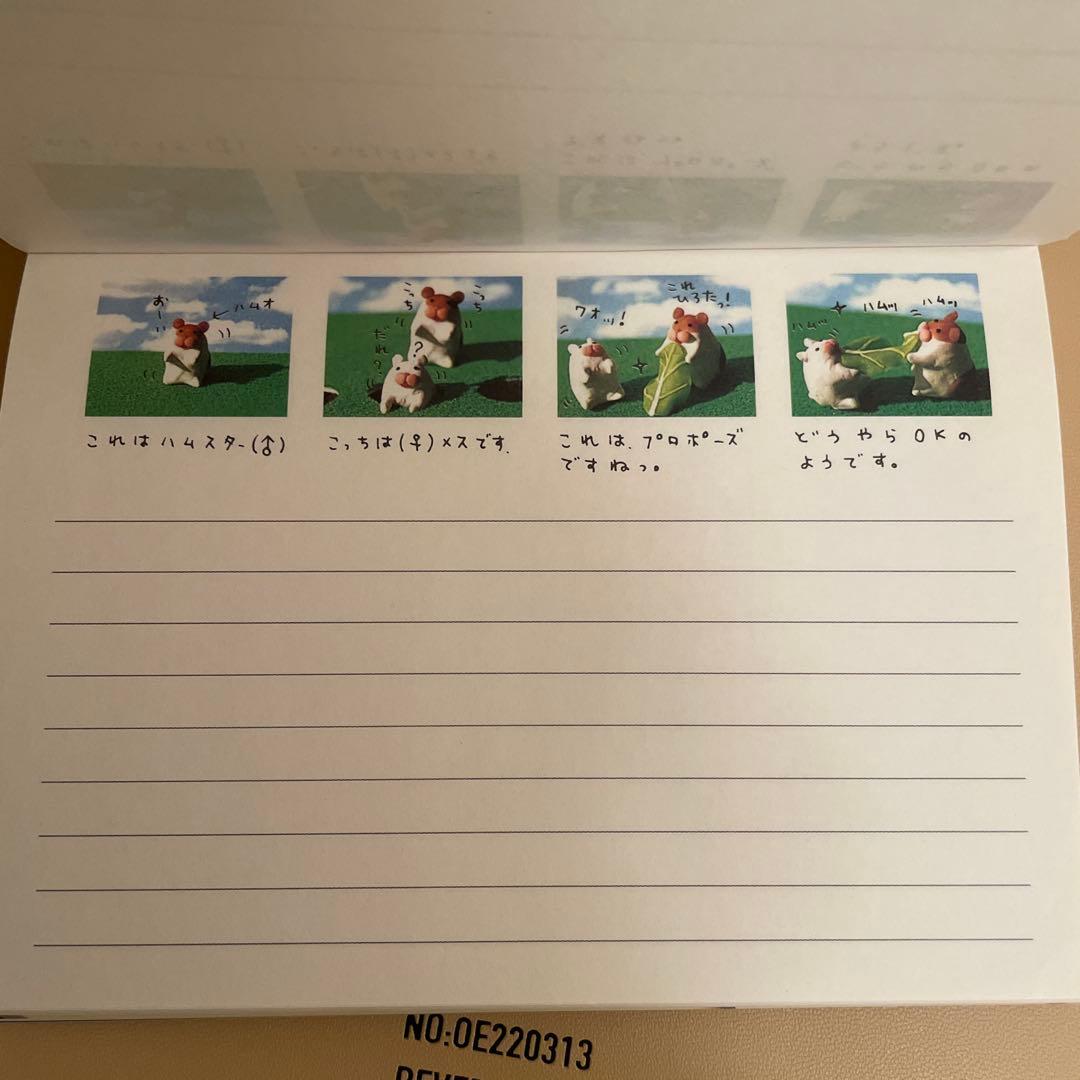 おーい
←ハムオ
これはハムスター(♂)
こっち
こっち
だれ?
?
こっちは(♀)メスです.
ワオッ!
これ
ひろたっ!
これは、プロポーズ
ですねっ。
ハムッ
ハムッ
ハムッ
どうやらOKの
ようです。
NO:OE220313